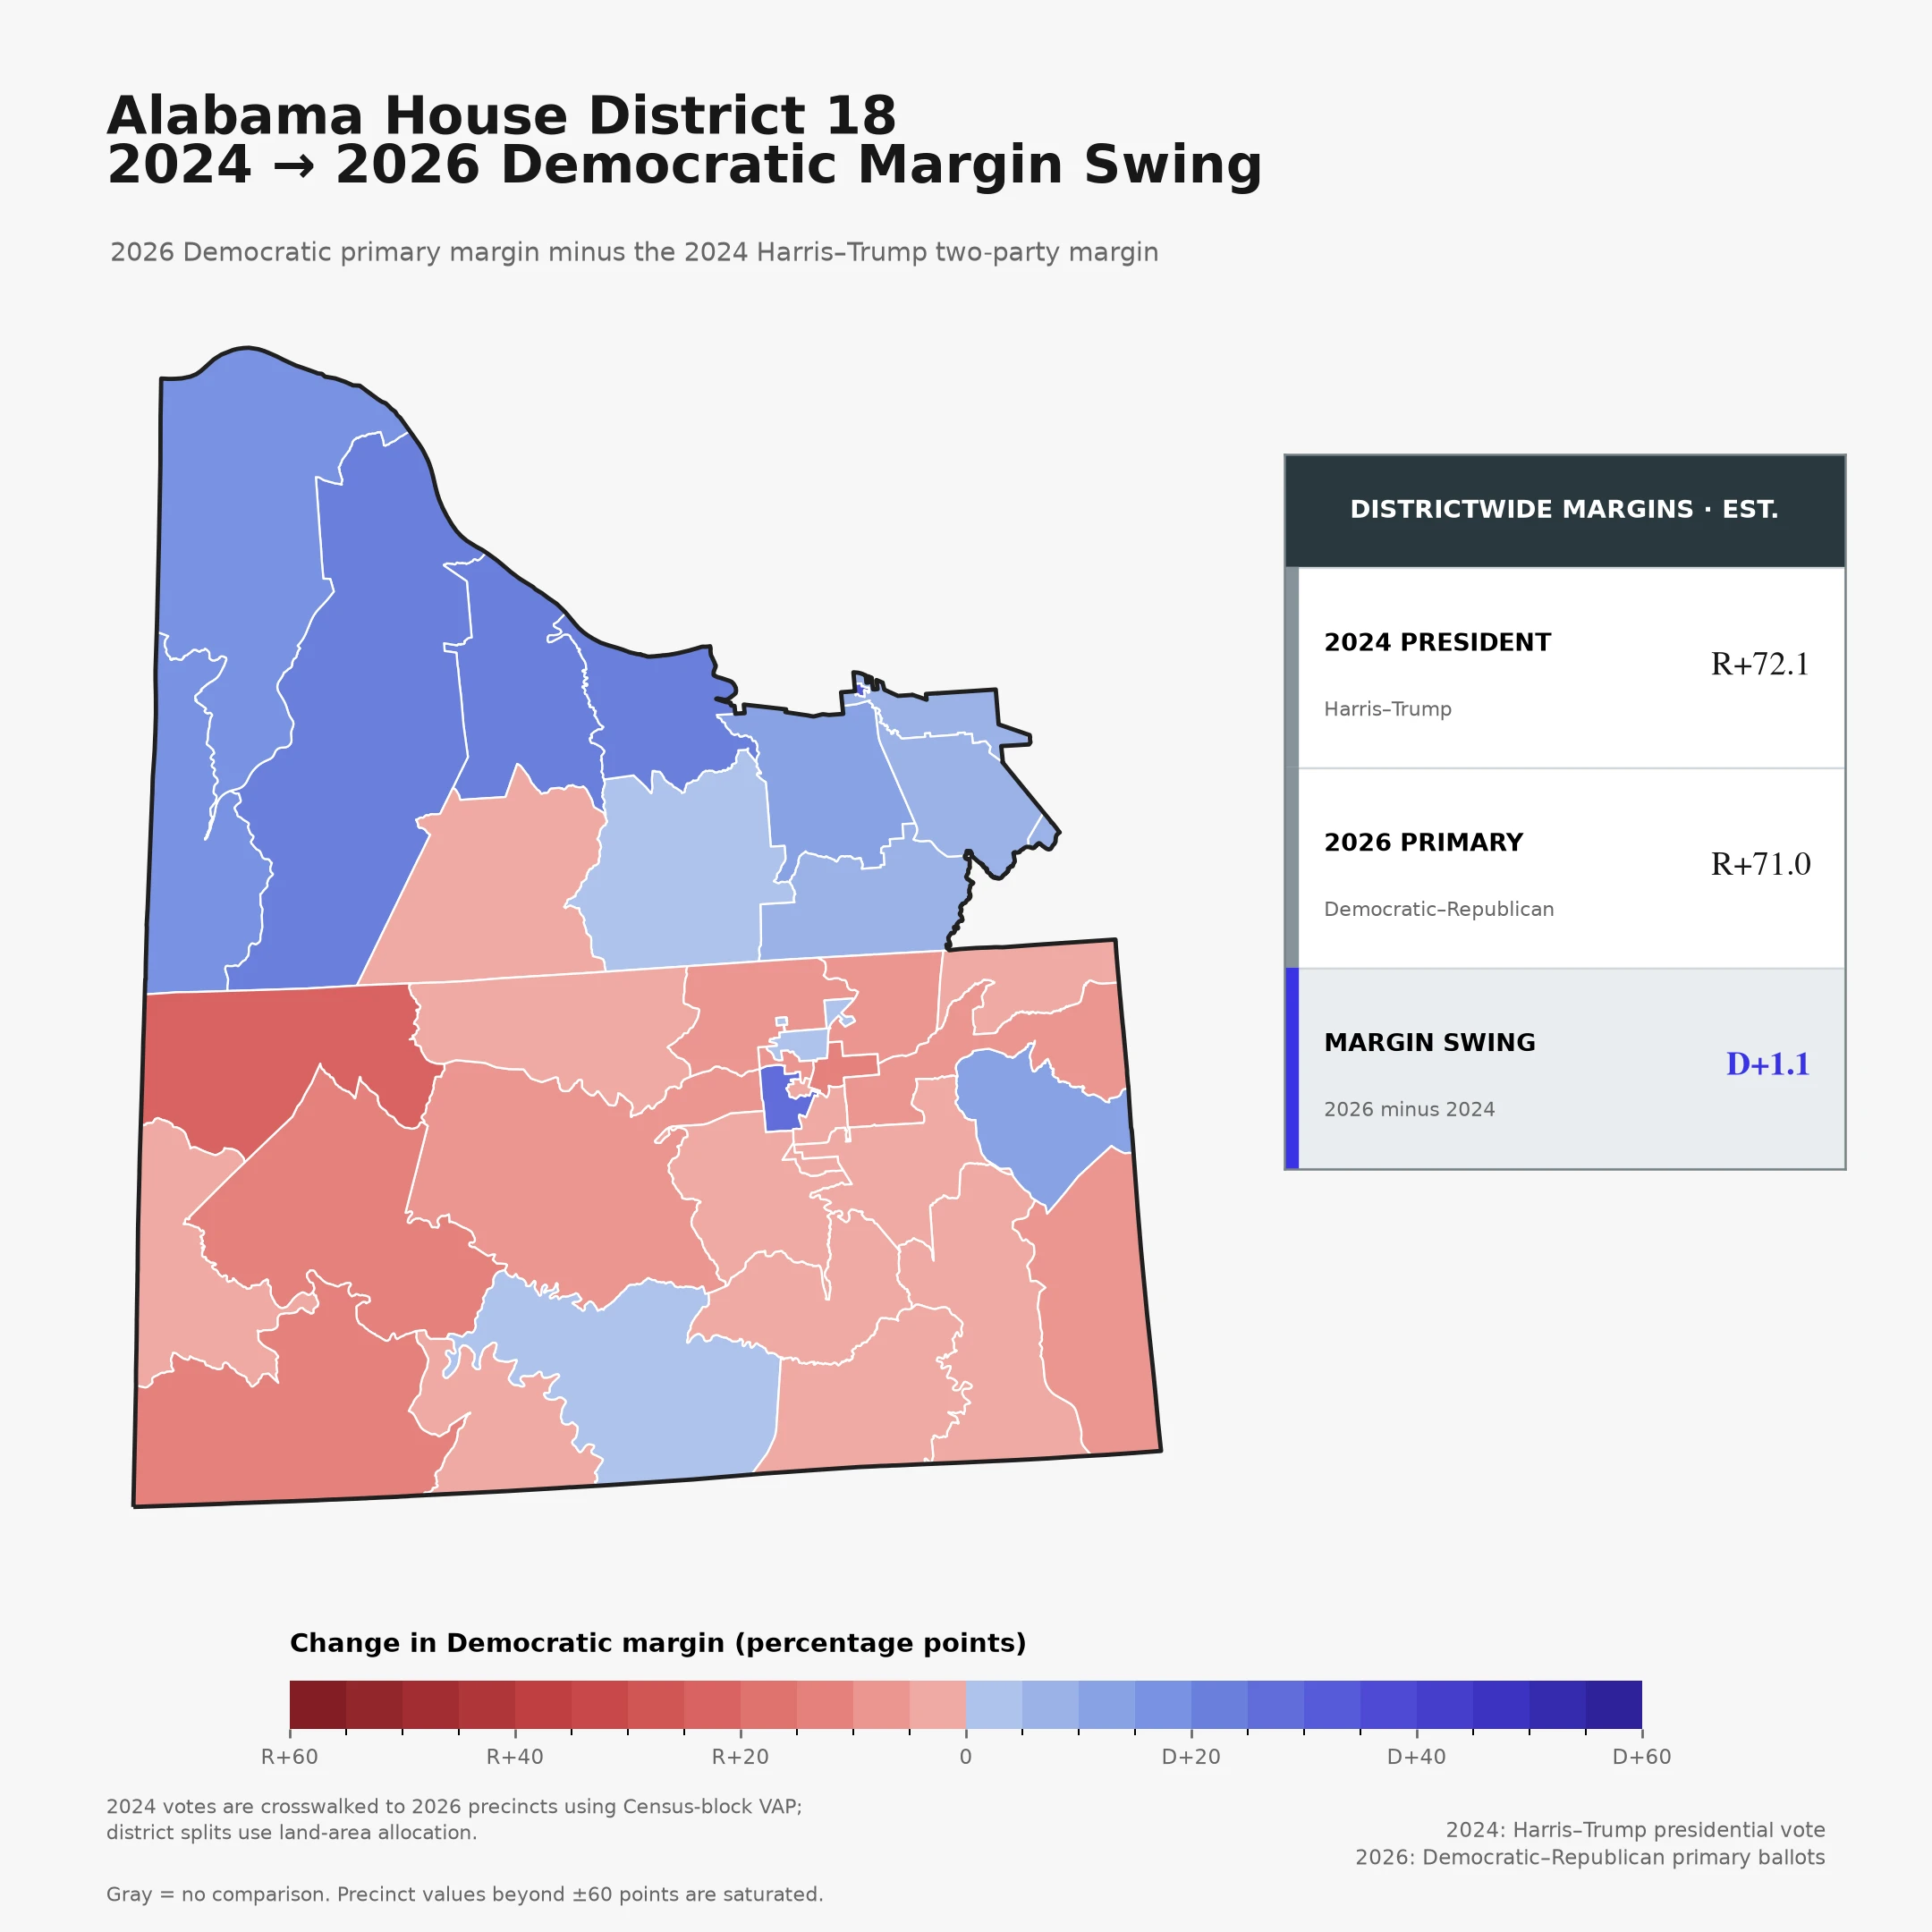 Alabama House District 18
2024 → 2026 Democratic Margin Swing
2026 Democratic primary margin minus the 2024 Harris–Trump two-party margin
DISTRICTWIDE MARGINS · EST.
2024 PRESIDENT
R+72.1
Harris–Trump
2026 PRIMARY
R+71.0
Democratic–Republican
MARGIN SWING
D+1.1
2026 minus 2024
Change in Democratic margin (percentage points)
R+60 R+40 R+20 0 D+20 D+40 D+60
2024 votes are crosswalked to 2026 precincts using Census-block VAP;
district splits use land-area allocation.
2024: Harris–Trump presidential vote
2026: Democratic–Republican primary ballots
Gray = no comparison. Precinct values beyond ±60 points are saturated.